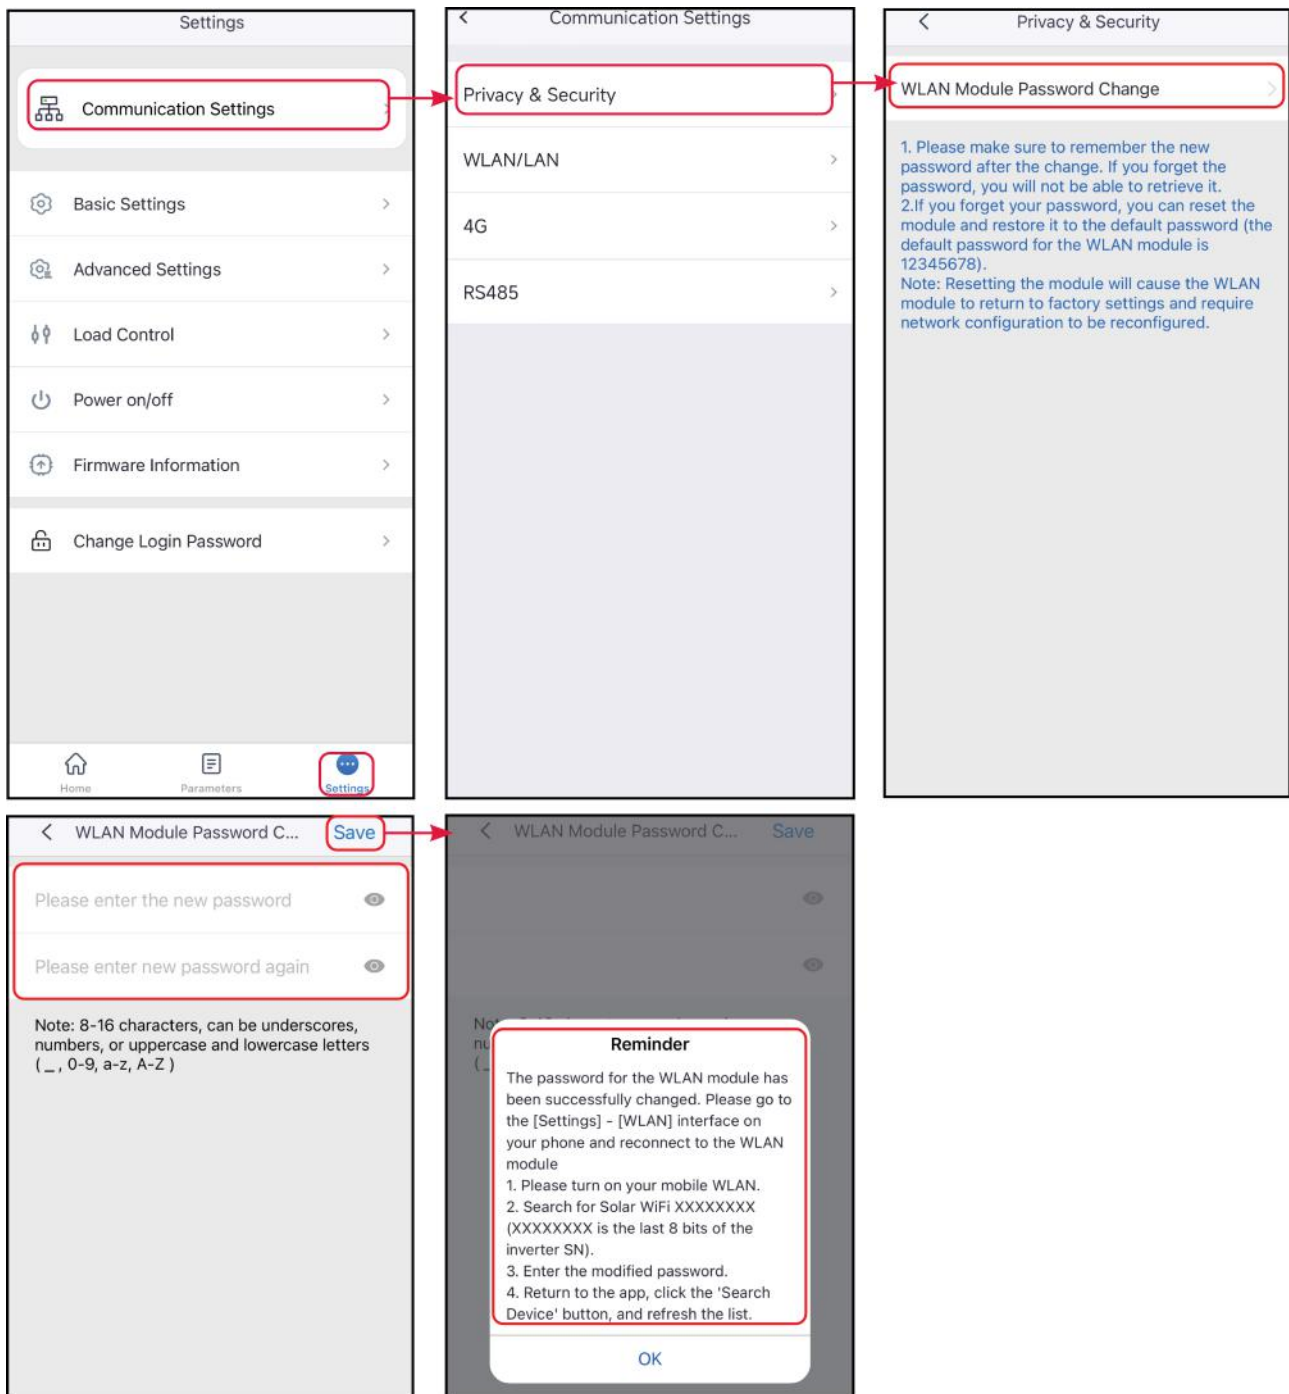 Settings
Communication Settings
Basic Settings
Advanced Settings
Load Control
Power on/off
Firmware Information
Change Login Password
Home
Parameters
Settings
Communication Settings
Privacy & Security
WLAN/LAN
4G
RS485
Privacy & Security
WLAN Module Password Change
1. Please make sure to remember the new
password after the change. If you forget the
password, you will not be able to retrieve it.
2.If you forget your password, you can reset the
module and restore it to the default password (the
default password for the WLAN module is
12345678).
Note: Resetting the module will cause the WLAN
module to return to factory settings and require
network configuration to be reconfigured.
WLAN Module Password C...
Save
Please enter the new password
Please enter new password again
Note: 8-16 characters, can be underscores,
numbers, or uppercase and lowercase letters
( _ , 0-9, a-z, A-Z )
WLAN Module Password C...
Save
Reminder
The password for the WLAN module has
been successfully changed. Please go to
the [Settings] - [WLAN] interface on
your phone and reconnect to the WLAN
module
1. Please turn on your mobile WLAN.
2. Search for Solar WiFi XXXXXXXX
(XXXXXXXX is the last 8 bits of the
inverter SN).
3. Enter the modified password.
4. Return to the app, click the 'Search
Device' button, and refresh the list.
OK